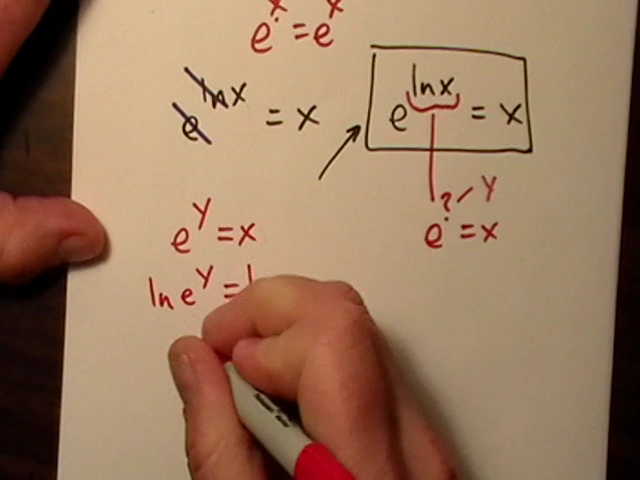 e^? = e^x
e^ln x = x
e^ln x = x
? / y
e^? = x
e^y = x
ln e^y = l